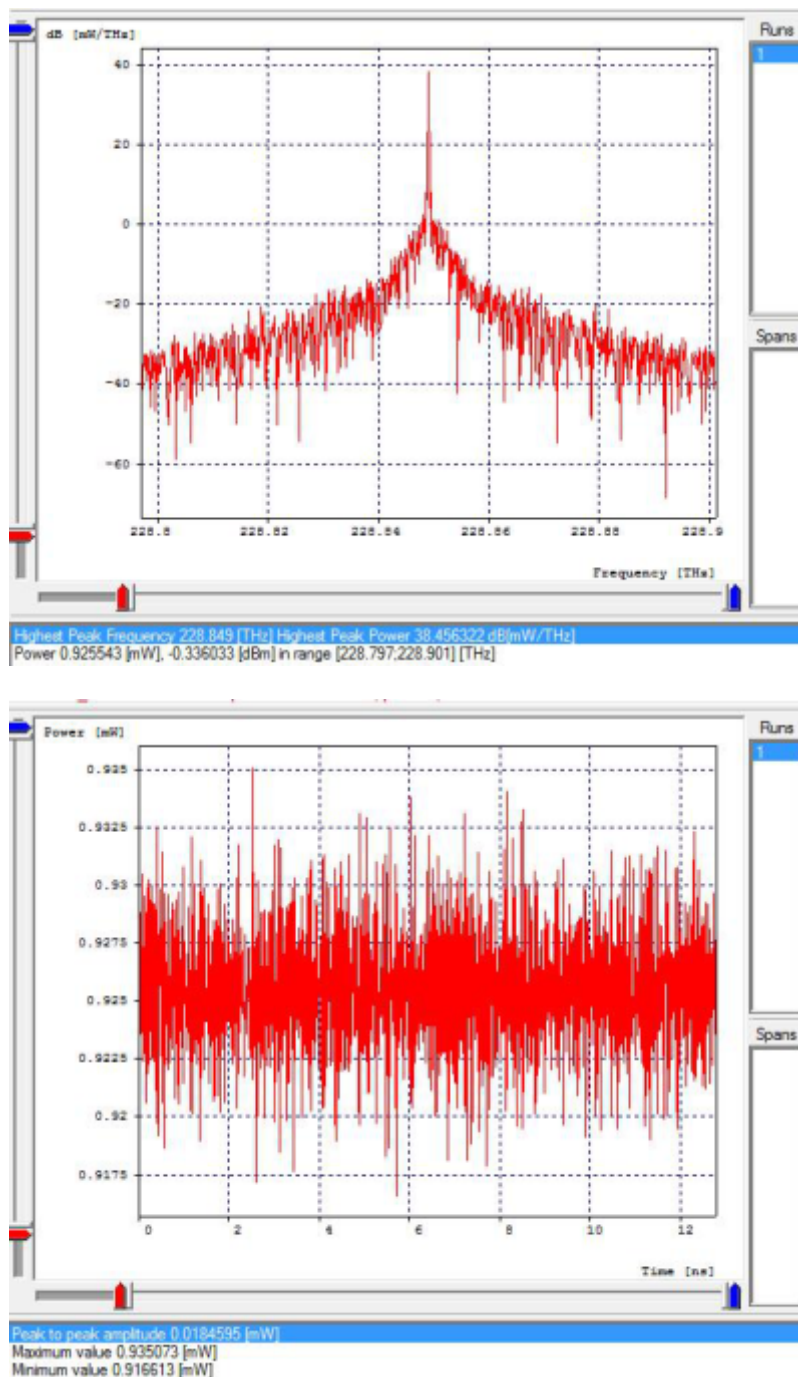 dB [mW/THz]
Runs
1
40
20
0
-20
-40
-60
Spans
228.8
228.82
228.84
228.86
228.88
228.9
Frequency [THz]
Highest Peak Frequency 228.849 [THz] Highest Peak Power 38.456322 dB[mW/THz]
Power 0.925543 [mW], -0.336033 [dBm] in range [228.797;228.901] [THz]
Power [mW]
Runs
1
0.935
0.9325
0.93
0.9275
0.925
0.9225
0.92
0.9175
Spans
0
2
4
6
8
10
12
Time [ns]
Peak to peak amplitude 0.0184595 [mW]
Maximum value 0.935073 [mW]
Minimum value 0.916613 [mW]